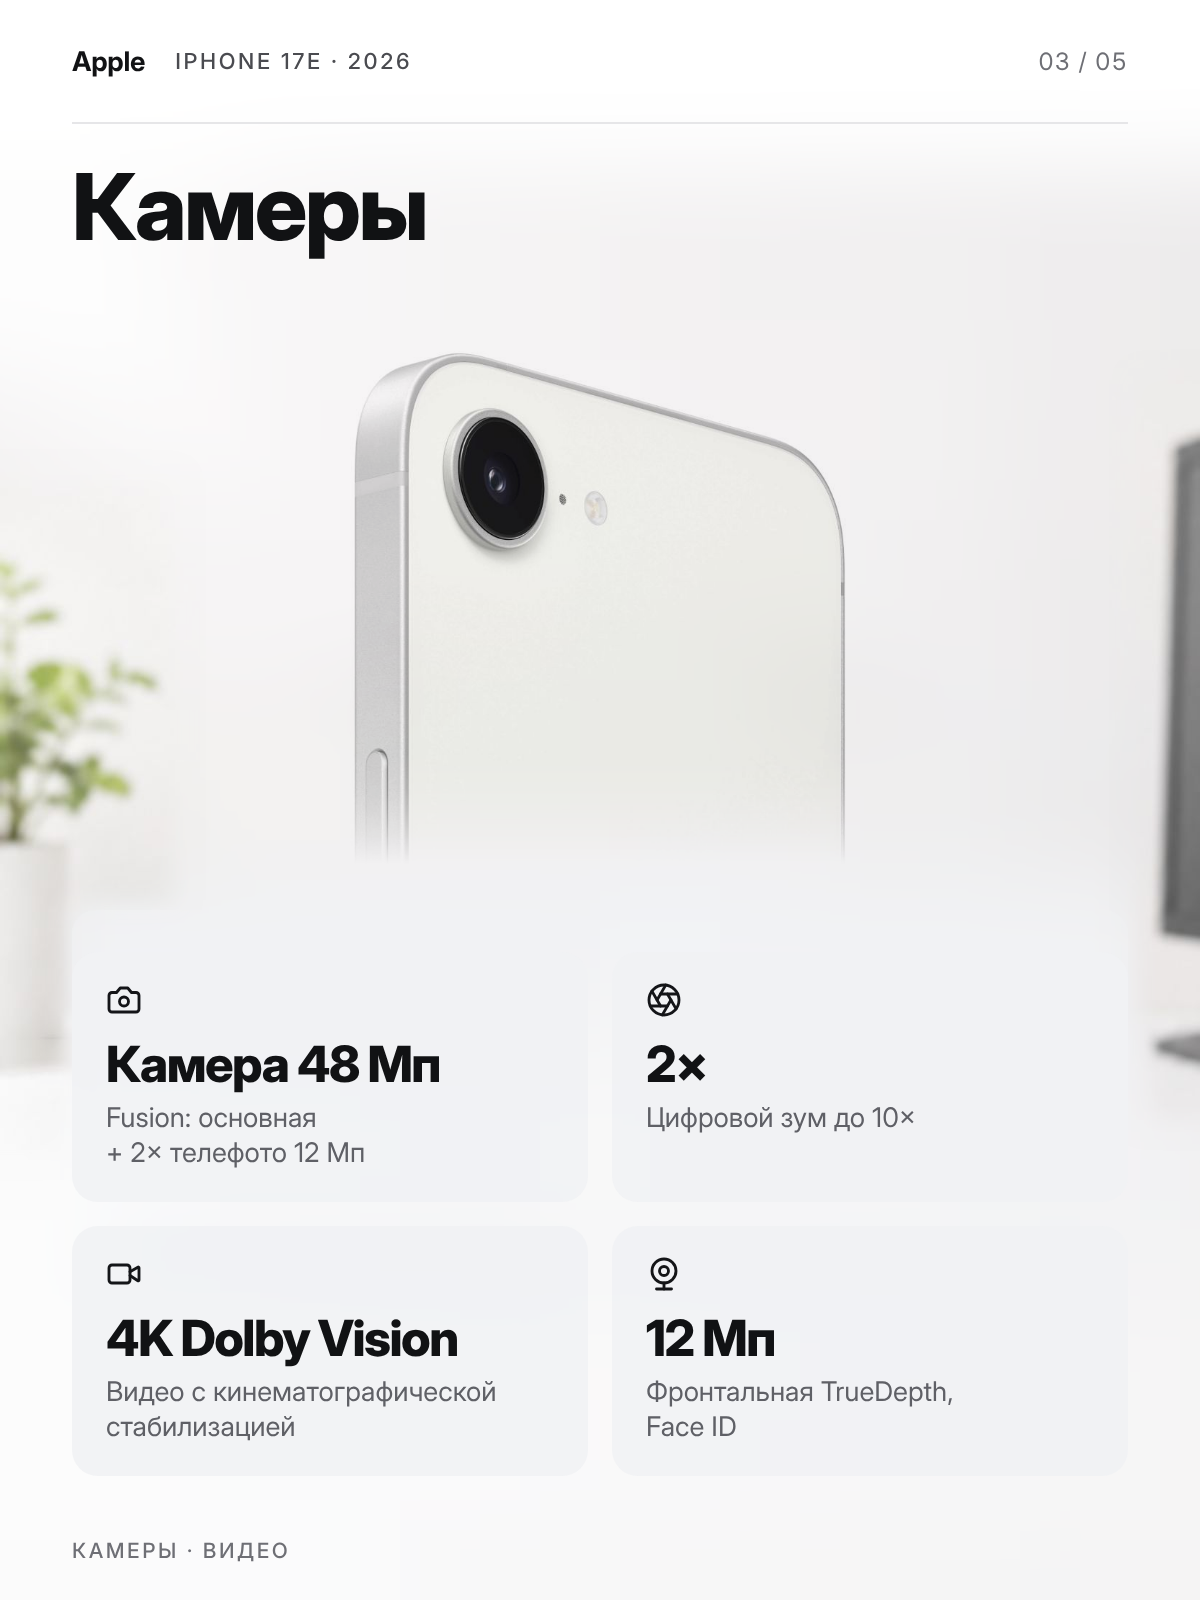 Apple IPHONE 17E · 2026 03 / 05
Камеры
Камера 48 Мп
Fusion: основная
+ 2× телефото 12 Мп
2×
Цифровой зум до 10×
4K Dolby Vision
Видео с кинематографической
стабилизацией
12 Мп
Фронтальная TrueDepth,
Face ID
КАМЕРЫ · ВИДЕО